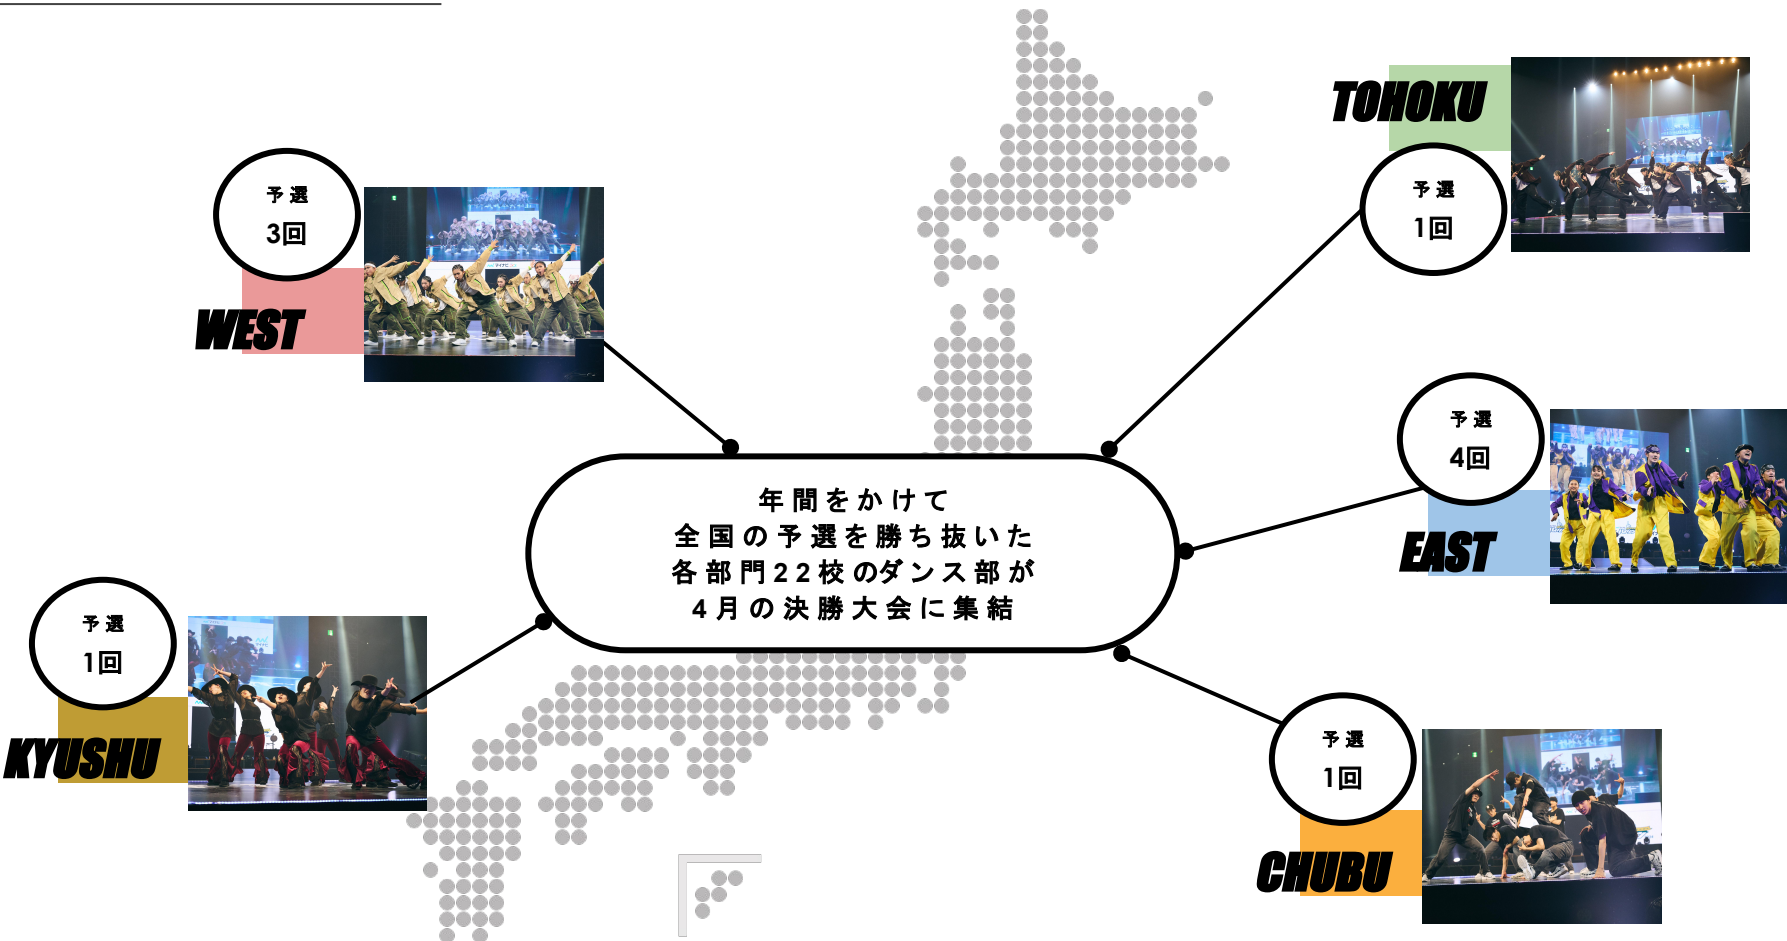 TOHOKU
予選
1回
予選
3回
WEST
予選
4回
EAST
年間をかけて
全国の予選を勝ち抜いた
各部門22校のダンス部が
4月の決勝大会に集結
予選
1回
KYUSHU
予選
1回
CHUBU